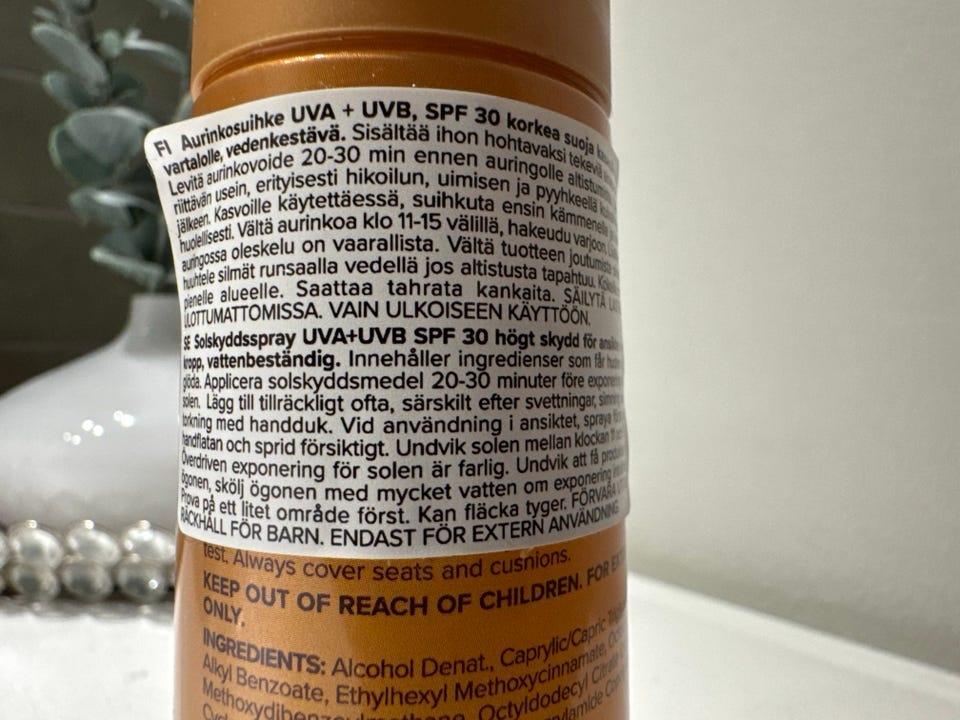 FI Aurinkosuihke UVA + UVB, SPF 30 korkea suoja
vartalolle, vedenkestävä. Sisältää ihon hohtavaksi tekeviä
Levitä aurinkovoide 20-30 min ennen auringolle
riittävän usein, erityisesti hikoilun, uimisen ja pyyhkeellä
jälkeen. Kasvoille käytettäessä, suihkuta ensin kämmenelle
huolellisesti. Vältä aurinkoa klo 11-15 välillä, hakeudu varjoon.
auringossa oleskelu on vaarallista. Vältä tuotteen joutumista
huuhtele silmät runsaalla vedellä jos altistusta tapahtuu.
pienelle alueelle. Saattaa tahrata kankaita. SÄILYTÄ
ULOTTUMATTOMISSA. VAIN ULKOISEEN KÄYTTÖÖN.
SE Solskyddsspray UVA+UVB SPF 30 högt skydd för
kropp, vattenbeständig. Innehåller ingredienser som får
glöda. Applicera solskyddsmedel 20-30 minuter före
solen. Lägg till tillräckligt ofta, särskilt efter svettningar,
torkning med handduk. Vid användning i ansiktet, spraya
handflatan och sprid försiktigt. Undvik solen mellan klockan 11
Överdriven exponering för solen är farlig. Undvik att få
ögonen, skölj ögonen med mycket vatten om exponering
Prova på ett litet område först. Kan fläcka tyger. FÖRVARA
RÄCKHÅLL FÖR BARN. ENDAST FÖR EXTERN ANVÄNDNING.
test. Always cover seats and cushions.
KEEP OUT OF REACH OF CHILDREN. FOR
ONLY.
INGREDIENTS: Alcohol Denat., Caprylic/Capric
Alkyl Benzoate, Ethylhexyl Methoxycinnamate,
Methoxydibenzoylmethane, Octyldodecyl